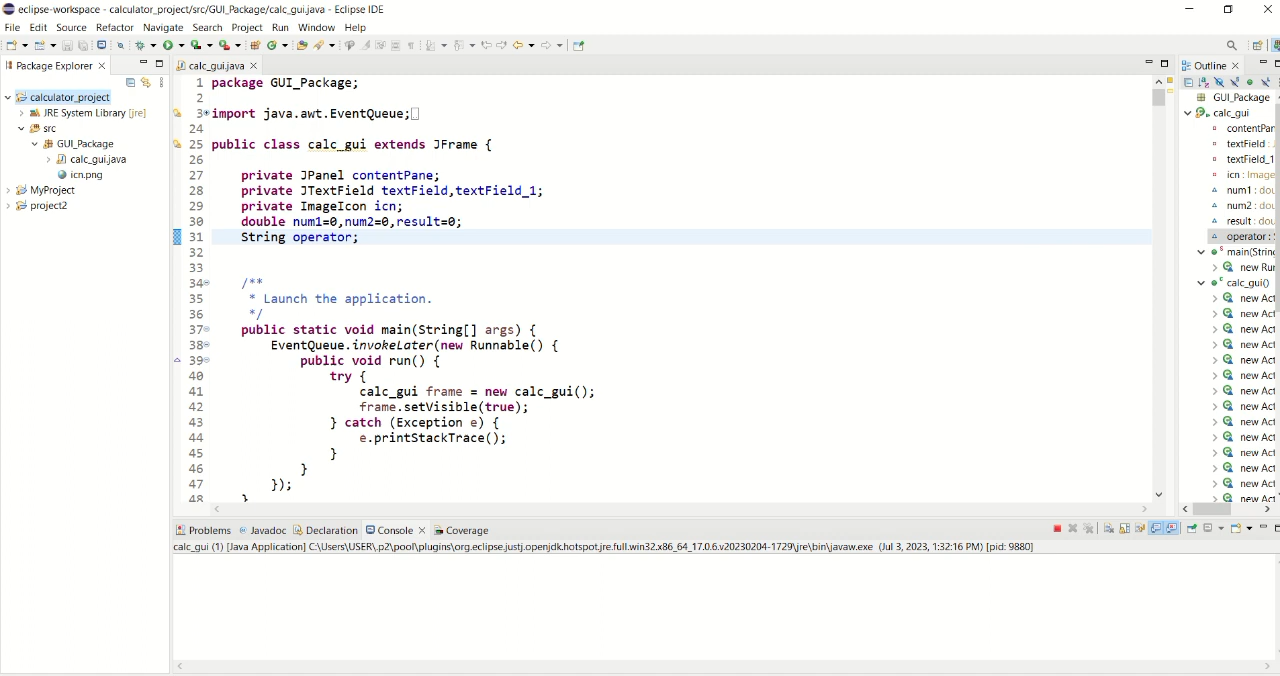 eclipse-workspace - calculator_project/src/GUI_Package/calc_gui.java - Eclipse IDE
File Edit Source Refactor Navigate Search Project Run Window Help
Package Explorer
calculator_project
JRE System Library [jre]
src
GUI_Package
calc_gui.java
icn.png
MyProject
project2
calc_gui.java
1 package GUI_Package;
2
3 import java.awt.EventQueue;
24
25 public class calc_gui extends JFrame {
26
27 private JPanel contentPane;
28 private JTextField textField,textField_1;
29 private ImageIcon icn;
30 double num1=0,num2=0,result=0;
31 String operator;
32
33
34 /**
35 * Launch the application.
36 */
37 public static void main(String[] args) {
38 EventQueue.invokeLater(new Runnable() {
39 public void run() {
40 try {
41 calc_gui frame = new calc_gui();
42 frame.setVisible(true);
43 } catch (Exception e) {
44 e.printStackTrace();
45 }
46 }
47 });
48 }
Outline
GUI_Package
calc_gui
contentPan
textField :
textField_1
icn : Image
num1 : dou
num2 : dou
result : dou
operator : S
main(String
new Run
calc_gui()
new Act
new Act
new Act
new Act
new Act
new Act
new Act
new Act
new Act
new Act
new Act
new Act
new Act
new Act
Problems Javadoc Declaration Console Coverage
calc_gui (1) [Java Application] C:\Users\USER\.p2\pool\plugins\org.eclipse.justj.openjdk.hotspot.jre.full.win32.x86_64_17.0.6.v20230204-1729\jre\bin\javaw.exe (Jul 3, 2023, 1:32:16 PM) [pid: 9880]